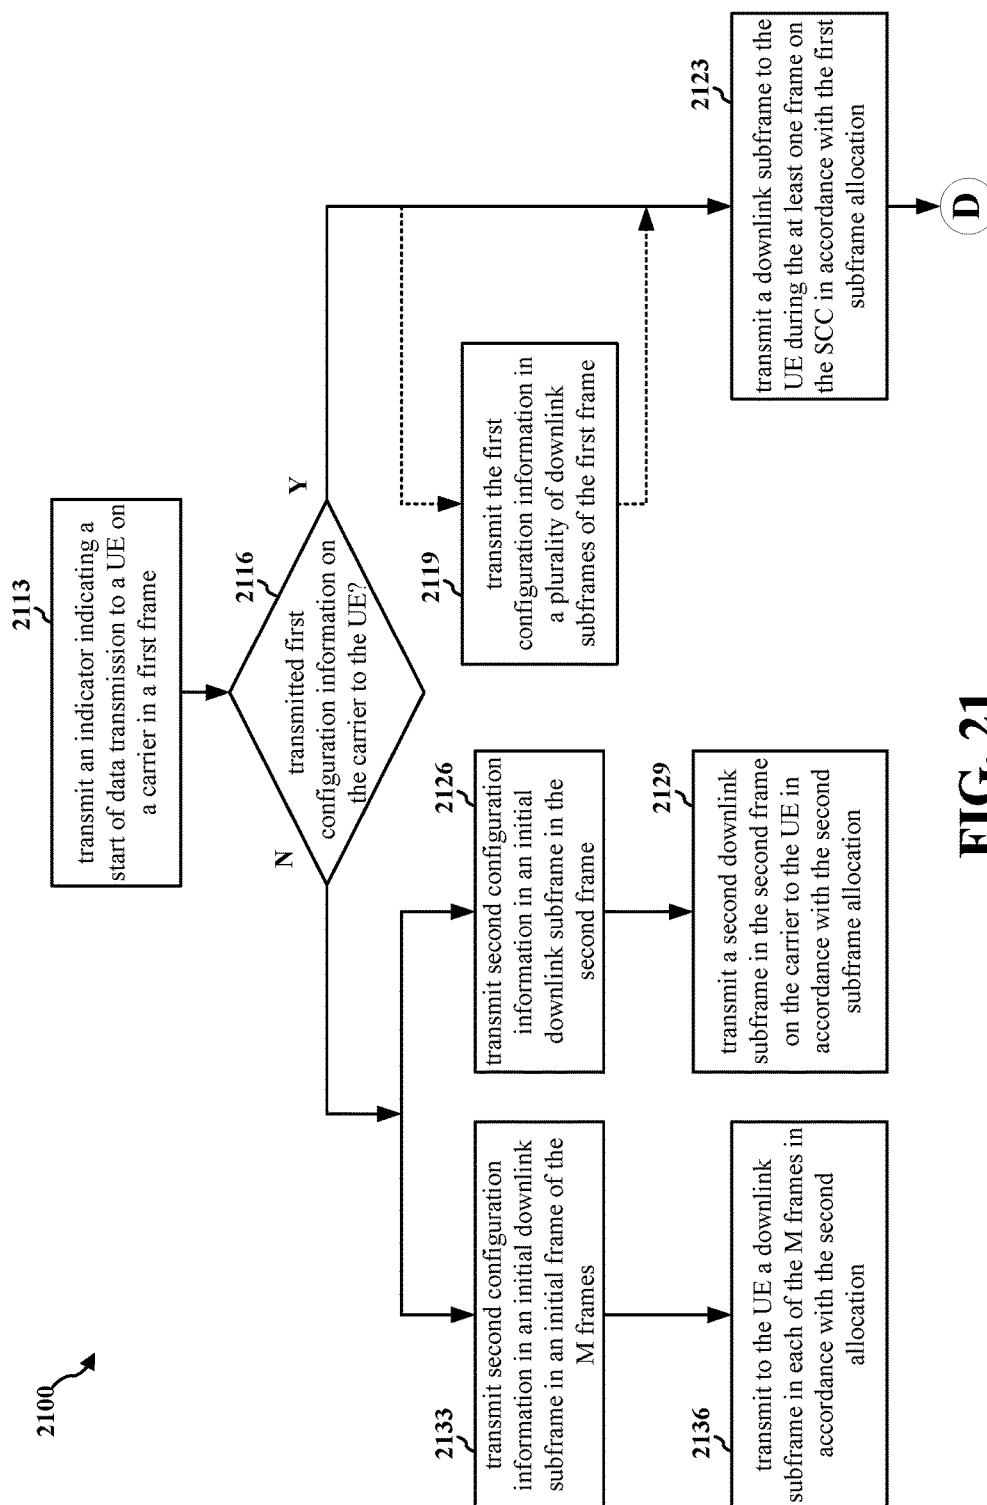 2100
2113
transmit an indicator indicating a
start of data transmission to a UE on
a carrier in a first frame
2116
transmitted first
configuration information on
the carrier to the UE?
N
Y
2133
transmit second configuration
information in an initial downlink
subframe in an initial frame of the
M frames
2136
transmit to the UE a downlink
subframe in each of the M frames in
accordance with the second
allocation
2126
transmit second configuration
information in an initial
downlink subframe in the
second frame
2129
transmit a second downlink
subframe in the second frame
on the carrier to the UE in
accordance with the second
subframe allocation
2119
transmit the first
configuration information in
a plurality of downlink
subframes of the first frame
2123
transmit a downlink subframe to the
UE during the at least one frame on
the SCC in accordance with the first
subframe allocation
D
FIG. 21